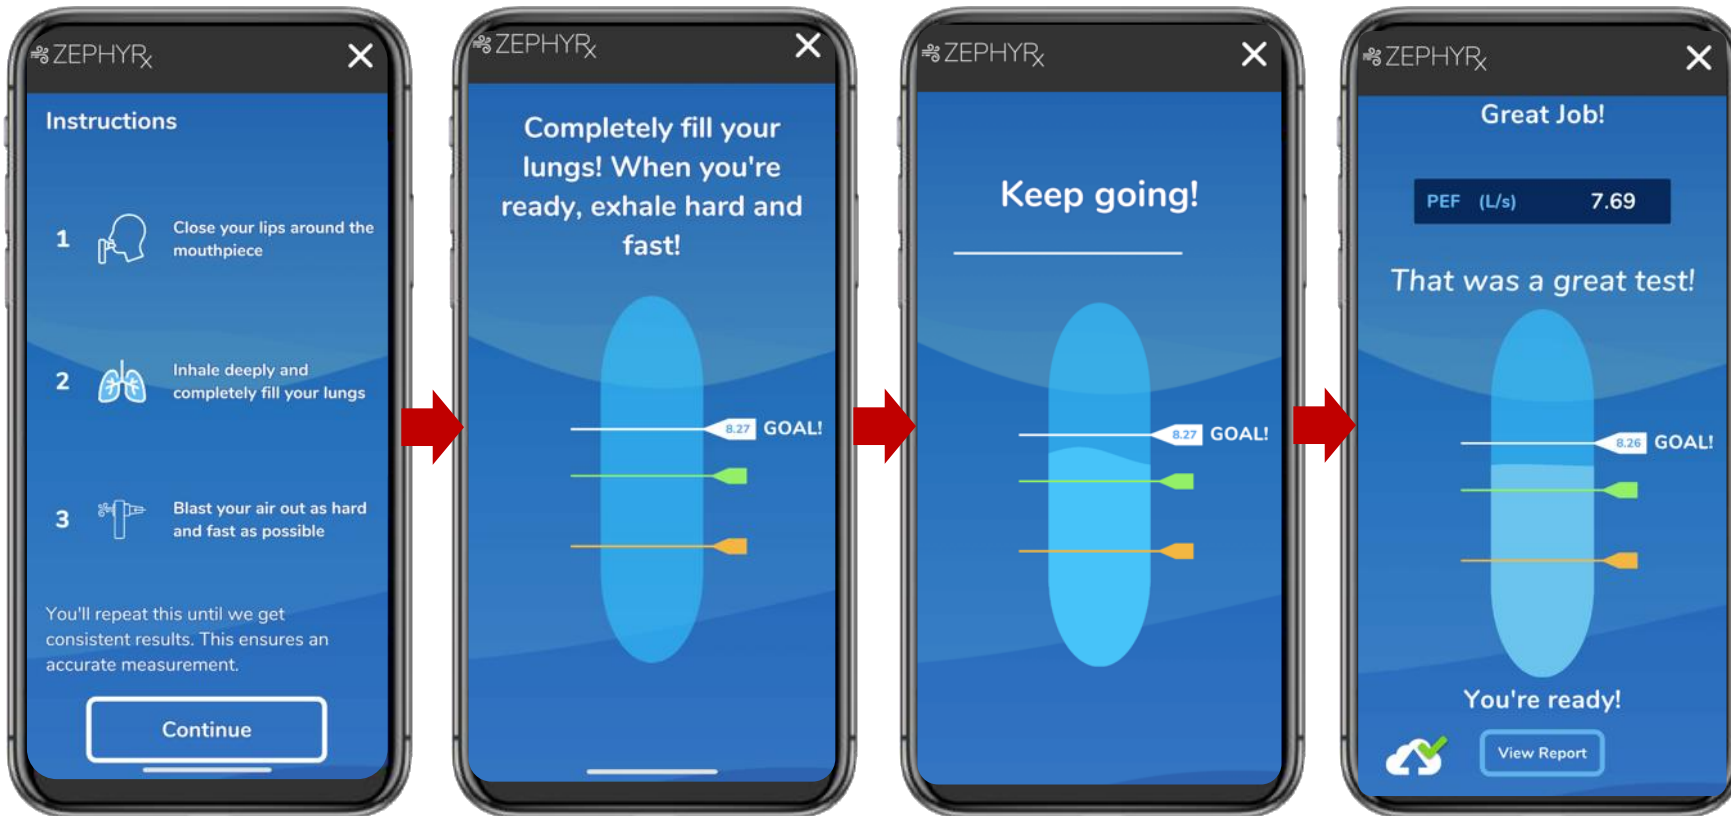 ZEPHYRx
Instructions
1
Close your lips around the
mouthpiece
2
Inhale deeply and
completely fill your lungs
3
Blast your air out as hard
and fast as possible
You'll repeat this until we get
consistent results. This ensures an
accurate measurement.
Continue
ZEPHYRx
Completely fill your
lungs! When you're
ready, exhale hard and
fast!
8.27 GOAL!
ZEPHYRx
Keep going!
8.27 GOAL!
ZEPHYRx
Great Job!
PEF (L/s) 7.69
That was a great test!
8.26 GOAL!
You're ready!
View Report